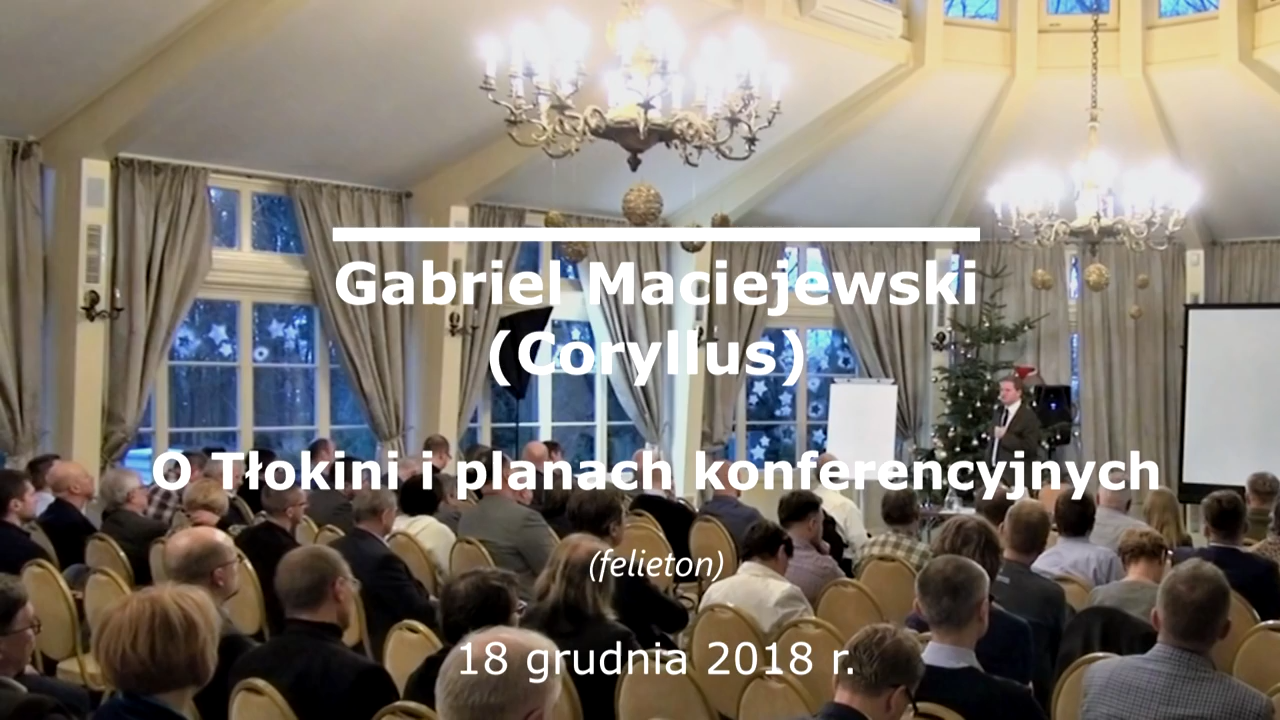 Gabriel Maciejewski
(Coryllus)
O Tłokini i planach konferencyjnych
(felieton)
18 grudnia 2018 r.